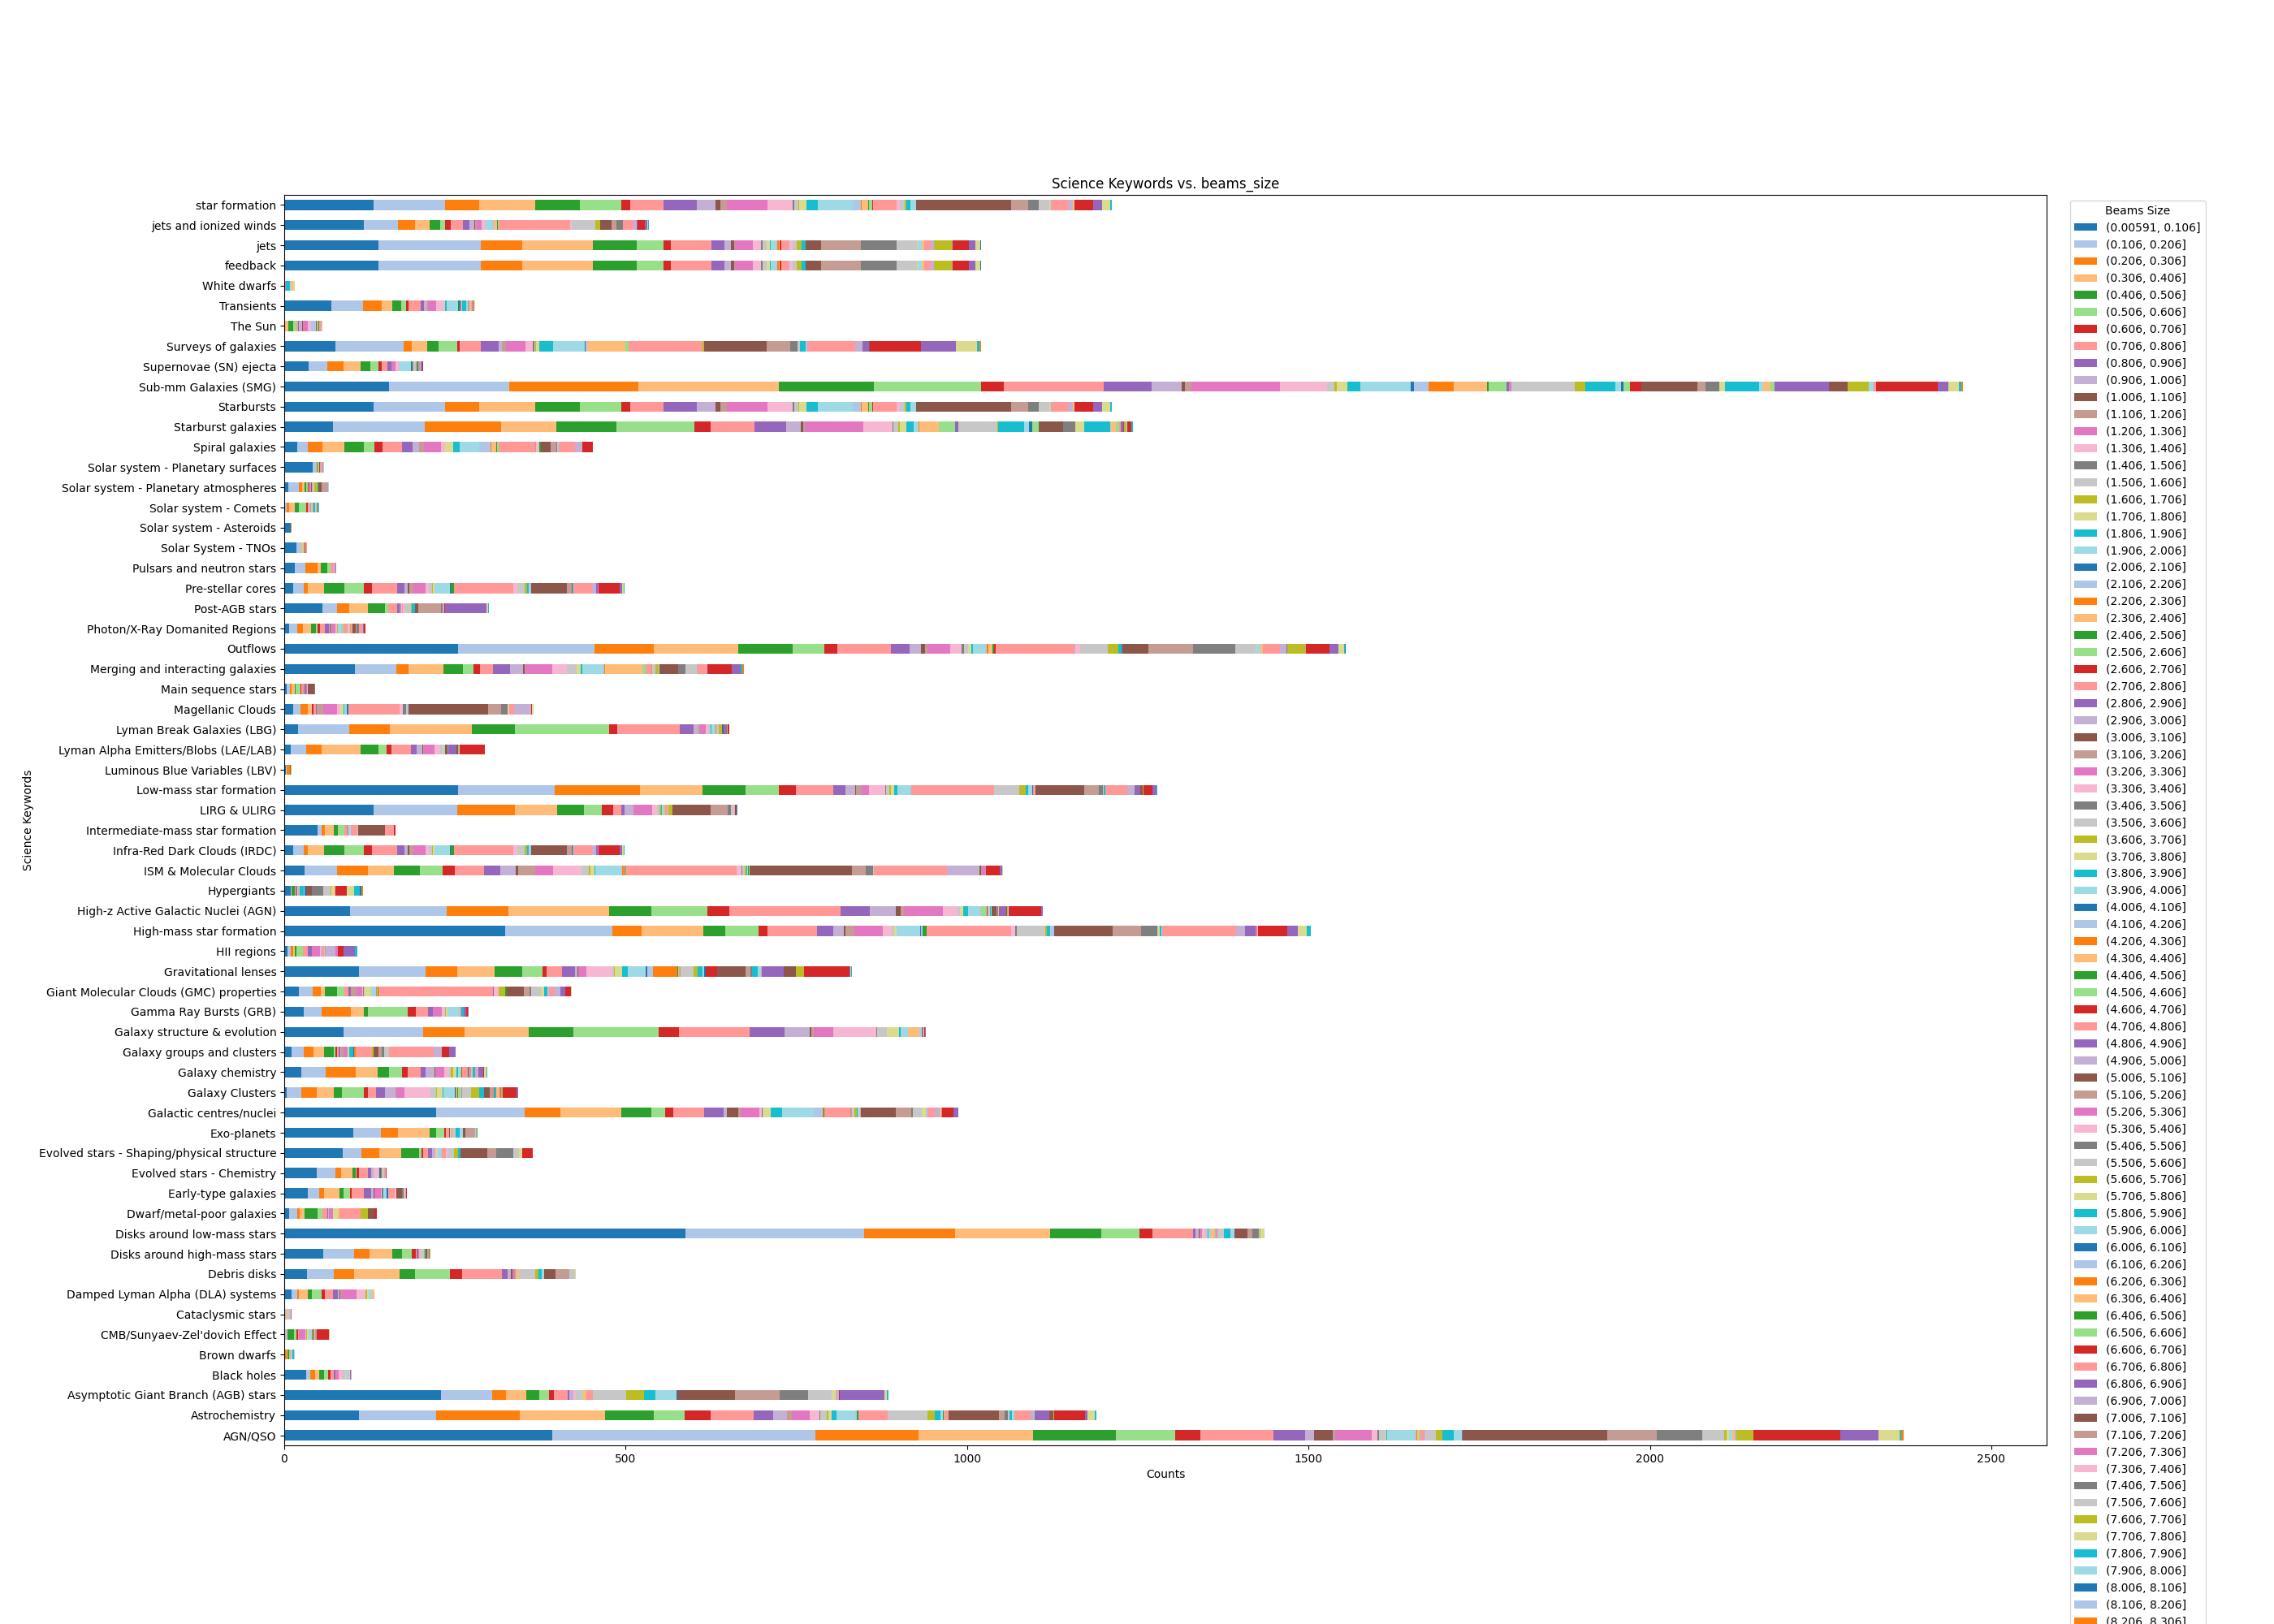 Science Keywords vs. beams_size
Science Keywords
star formation
jets and ionized winds
jets
feedback
White dwarfs
Transients
The Sun
Surveys of galaxies
Supernovae (SN) ejecta
Sub-mm Galaxies (SMG)
Starbursts
Starburst galaxies
Spiral galaxies
Solar system - Planetary surfaces
Solar system - Planetary atmospheres
Solar system - Comets
Solar system - Asteroids
Solar System - TNOs
Pulsars and neutron stars
Pre-stellar cores
Post-AGB stars
Photon/X-Ray Domanited Regions
Outflows
Merging and interacting galaxies
Main sequence stars
Magellanic Clouds
Lyman Break Galaxies (LBG)
Lyman Alpha Emitters/Blobs (LAE/LAB)
Luminous Blue Variables (LBV)
Low-mass star formation
LIRG & ULIRG
Intermediate-mass star formation
Infra-Red Dark Clouds (IRDC)
ISM & Molecular Clouds
Hypergiants
High-z Active Galactic Nuclei (AGN)
High-mass star formation
HII regions
Gravitational lenses
Giant Molecular Clouds (GMC) properties
Gamma Ray Bursts (GRB)
Galaxy structure & evolution
Galaxy groups and clusters
Galaxy chemistry
Galaxy Clusters
Galactic centres/nuclei
Exo-planets
Evolved stars - Shaping/physical structure
Evolved stars - Chemistry
Early-type galaxies
Dwarf/metal-poor galaxies
Disks around low-mass stars
Disks around high-mass stars
Debris disks
Damped Lyman Alpha (DLA) systems
Cataclysmic stars
CMB/Sunyaev-Zel'dovich Effect
Brown dwarfs
Black holes
Asymptotic Giant Branch (AGB) stars
Astrochemistry
AGN/QSO
0 500 1000 1500 2000 2500
Counts
Beams Size
(0.00591, 0.106]
(0.106, 0.206]
(0.206, 0.306]
(0.306, 0.406]
(0.406, 0.506]
(0.506, 0.606]
(0.606, 0.706]
(0.706, 0.806]
(0.806, 0.906]
(0.906, 1.006]
(1.006, 1.106]
(1.106, 1.206]
(1.206, 1.306]
(1.306, 1.406]
(1.406, 1.506]
(1.506, 1.606]
(1.606, 1.706]
(1.706, 1.806]
(1.806, 1.906]
(1.906, 2.006]
(2.006, 2.106]
(2.106, 2.206]
(2.206, 2.306]
(2.306, 2.406]
(2.406, 2.506]
(2.506, 2.606]
(2.606, 2.706]
(2.706, 2.806]
(2.806, 2.906]
(2.906, 3.006]
(3.006, 3.106]
(3.106, 3.206]
(3.206, 3.306]
(3.306, 3.406]
(3.406, 3.506]
(3.506, 3.606]
(3.606, 3.706]
(3.706, 3.806]
(3.806, 3.906]
(3.906, 4.006]
(4.006, 4.106]
(4.106, 4.206]
(4.206, 4.306]
(4.306, 4.406]
(4.406, 4.506]
(4.506, 4.606]
(4.606, 4.706]
(4.706, 4.806]
(4.806, 4.906]
(4.906, 5.006]
(5.006, 5.106]
(5.106, 5.206]
(5.206, 5.306]
(5.306, 5.406]
(5.406, 5.506]
(5.506, 5.606]
(5.606, 5.706]
(5.706, 5.806]
(5.806, 5.906]
(5.906, 6.006]
(6.006, 6.106]
(6.106, 6.206]
(6.206, 6.306]
(6.306, 6.406]
(6.406, 6.506]
(6.506, 6.606]
(6.606, 6.706]
(6.706, 6.806]
(6.806, 6.906]
(6.906, 7.006]
(7.006, 7.106]
(7.106, 7.206]
(7.206, 7.306]
(7.306, 7.406]
(7.406, 7.506]
(7.506, 7.606]
(7.606, 7.706]
(7.706, 7.806]
(7.806, 7.906]
(7.906, 8.006]
(8.006, 8.106]
(8.106, 8.206]
(8.206, 8.306]